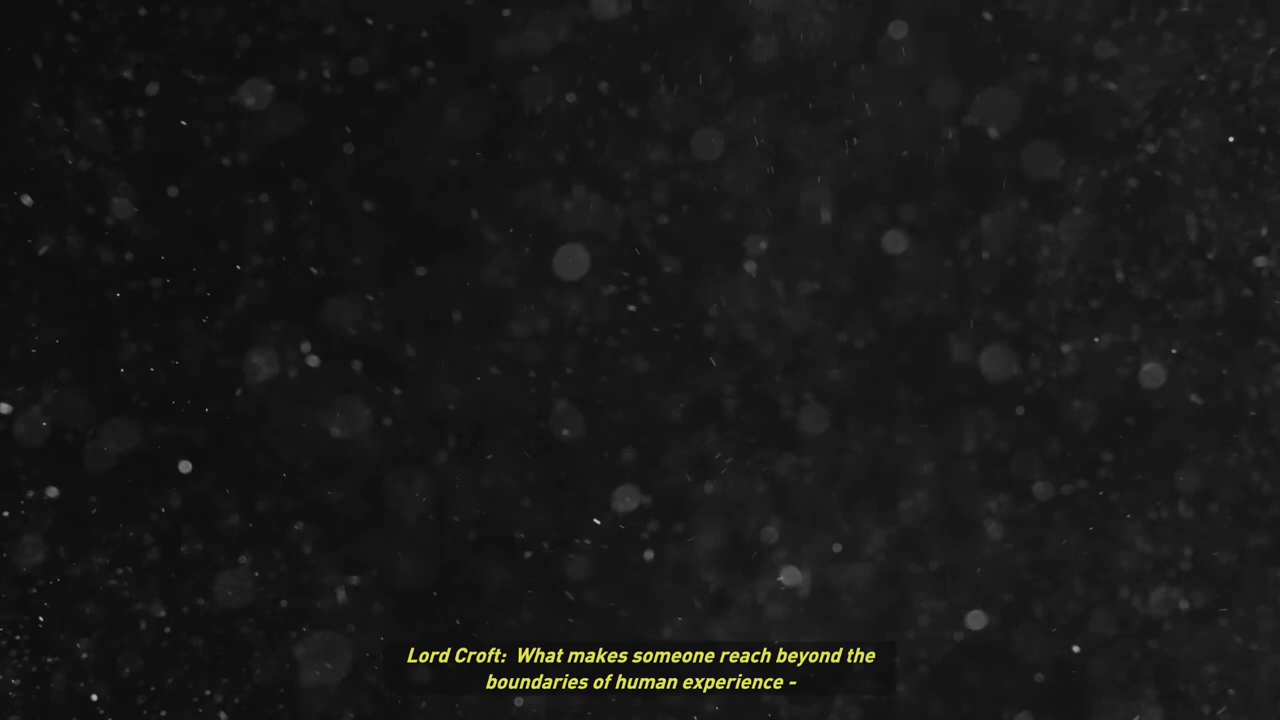 Lord Croft:  What makes someone reach beyond the
boundaries of human experience -